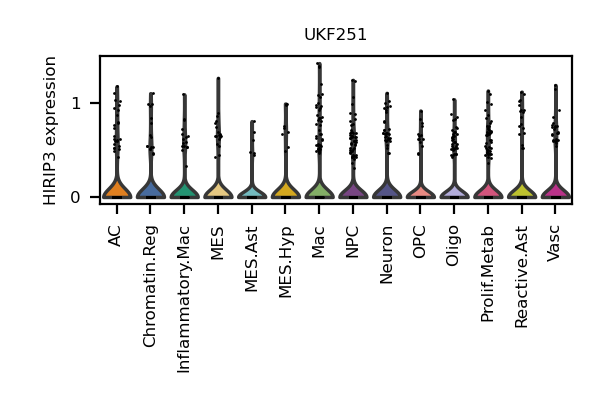 UKF251
HIRIP3 expression
1
0
AC
Chromatin.Reg
Inflammatory.Mac
MES
MES.Ast
MES.Hyp
Mac
NPC
Neuron
OPC
Oligo
Prolif.Metab
Reactive.Ast
Vasc